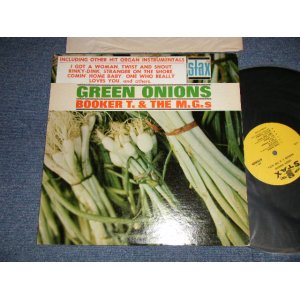 INCLUDING OTHER HIT ORGAN INSTRUMENTALS
I GOT A WOMAN, TWIST AND SHOUT
RINKY-DINK, STRANGER ON THE SHORE
COMIN' HOME BABY, ONE WHO REALLY
LOVES YOU, and others.
stax
GREEN ONIONS
BOOKER T. & THE M.G.s
STAX